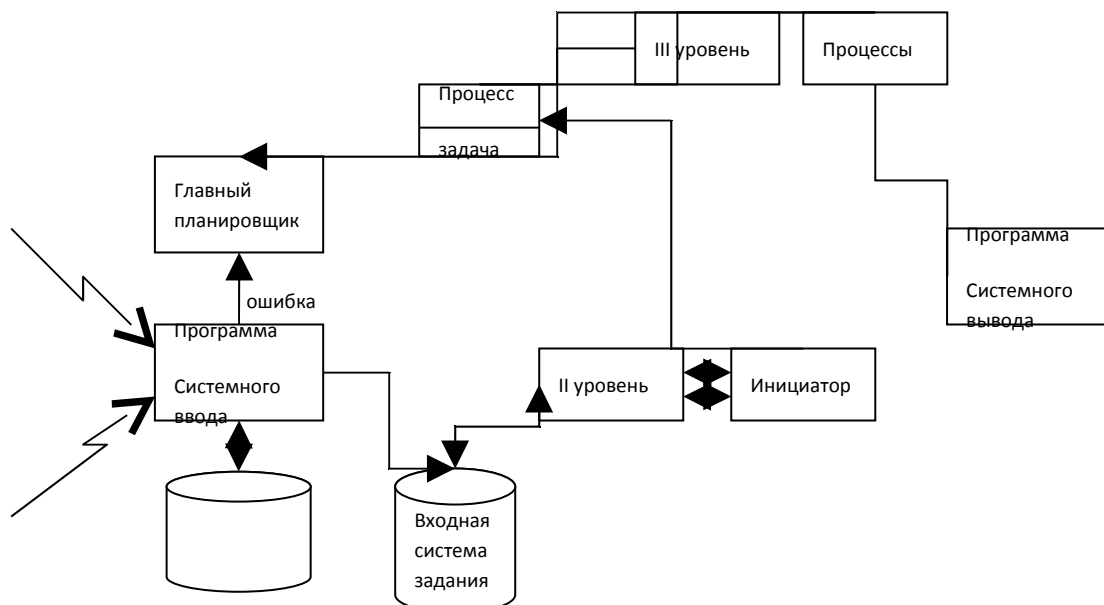 III уровень
Процессы
Процесс
задача
Главный
планировщик
Программа
Системного
вывода
ошибка
Программа
Системного
ввода
II уровень
Инициатор
Входная
система
задания